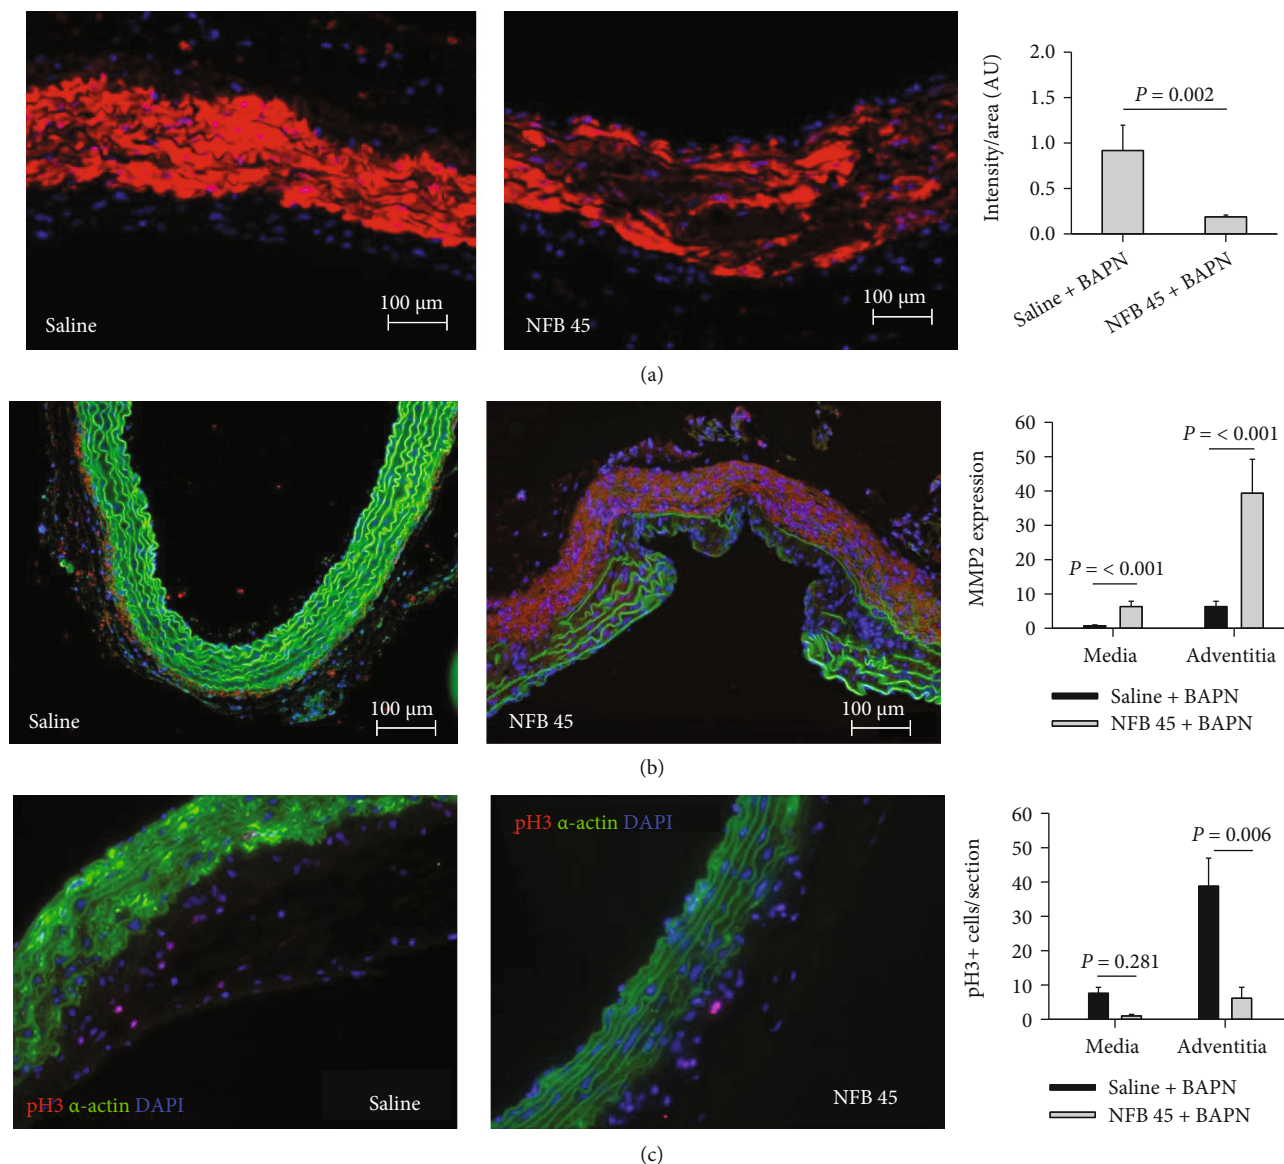 Saline
100 µm
NFB 45
100 µm
Intensity/area (AU)
2.0
1.5
1.0
0.5
0.0
P = 0.002
Saline + BAPN
NFB 45 + BAPN
(a)
Saline
100 µm
NFB 45
100 µm
MMP2 expression
60
50
40
30
20
10
0
P = < 0.001
P = < 0.001
Media
Adventitia
Saline + BAPN
NFB 45 + BAPN
(b)
pH3 α-actin DAPI
Saline
pH3 α-actin DAPI
NFB 45
pH3+ cells/section
60
50
40
30
20
10
0
P = 0.281
P = 0.006
Media
Adventitia
Saline + BAPN
NFB 45 + BAPN
(c)